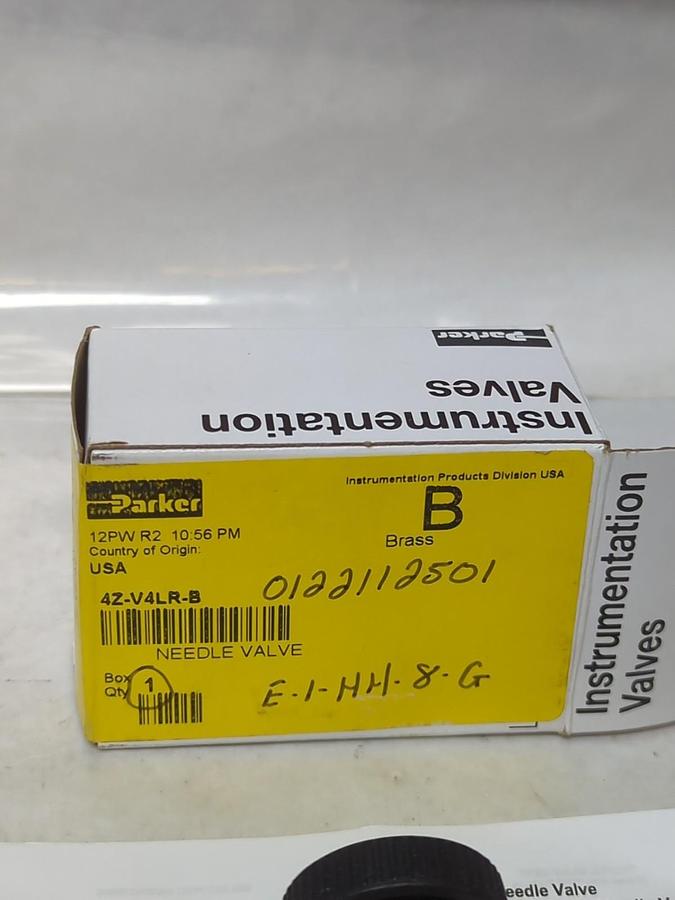 Parker
Instrumentation
Valves
Parker
Instrumentation Products Division USA
B
Brass
12PW R2 10:56 PM
Country of Origin:
USA
0122112501
4Z-V4LR-B
NEEDLE VALVE
Box
Qty
1
E-1-HH-8-G
Instrumentation
Valves
eedle Valve